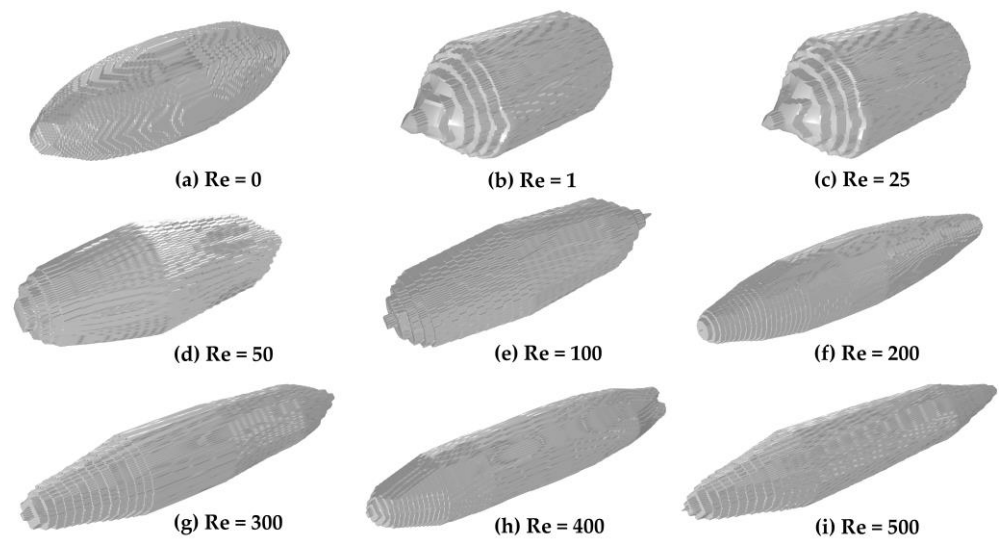 (a) Re = 0
(b) Re = 1
(c) Re = 25
(d) Re = 50
(e) Re = 100
(f) Re = 200
(g) Re = 300
(h) Re = 400
(i) Re = 500